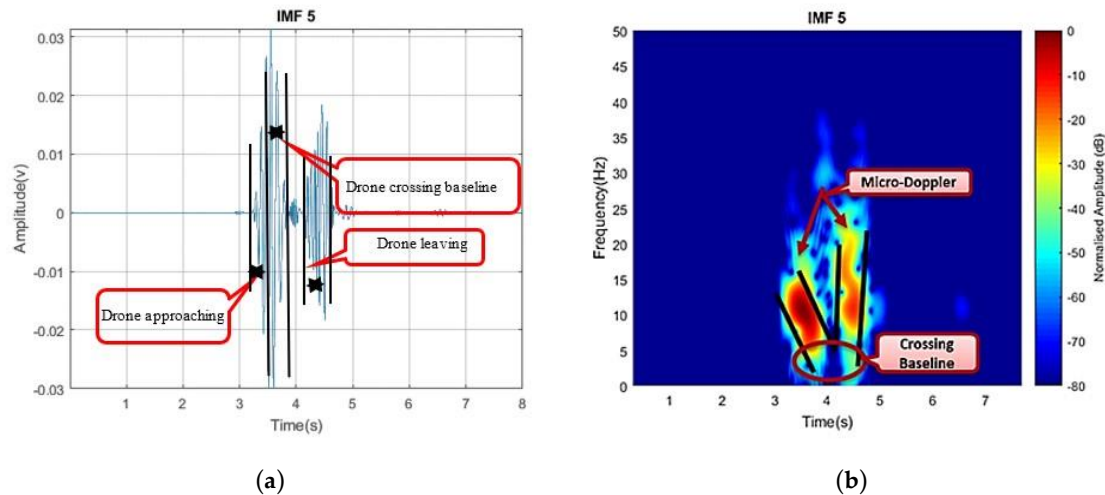 IMF 5
0.03
0.02
0.01
0
-0.01
-0.02
-0.03
Amplitude(v)
1 2 3 4 5 6 7 8
Time(s)
Drone crossing baseline
Drone leaving
Drone approaching
(a)
IMF 5
50
45
40
35
30
25
20
15
10
5
0
Frequency(Hz)
1 2 3 4 5 6 7
Time(s)
Micro-Doppler
Crossing
Baseline
0
-10
-20
-30
-40
-50
-60
-70
-80
Normalised Amplitude (dB)
(b)